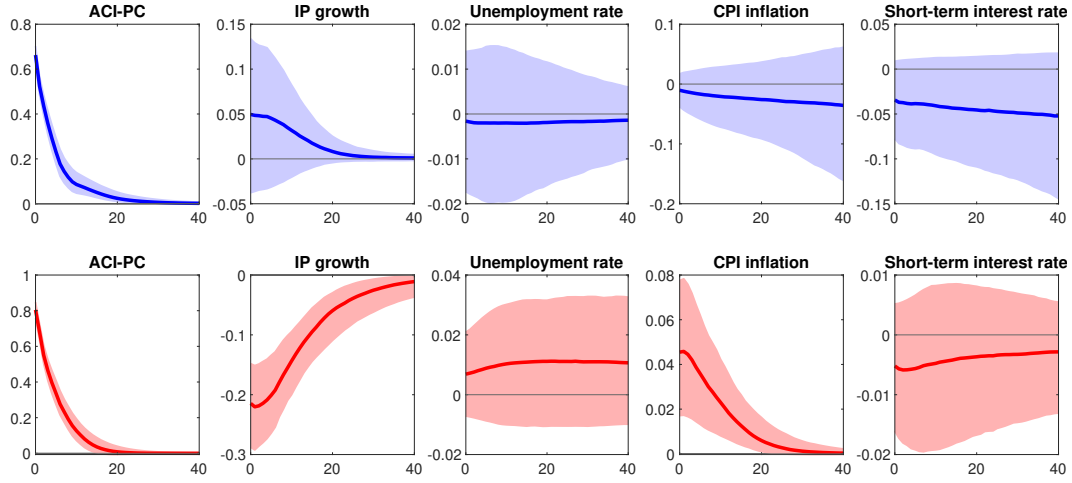 ACI-PC IP growth Unemployment rate CPI inflation Short-term interest rate
0.8 0.15 0.02 0.1 0.05
0.6 0.1 0.01 0 0
0.4 0.05 0 -0.05
0.2 0 -0.01 -0.1 -0.1
0 -0.05 -0.02 -0.2 -0.15
0 20 40 0 20 40 0 20 40 0 20 40 0 20 40
ACI-PC IP growth Unemployment rate CPI inflation Short-term interest rate
1 0 0.04 0.08 0.01
0.8 -0.1 0.02 0.06 0
0.6 0.04
0.4 -0.2 0 0.02 -0.01
0.2
0 -0.3 -0.02 0 -0.02
0 20 40 0 20 40 0 20 40 0 20 40 0 20 40